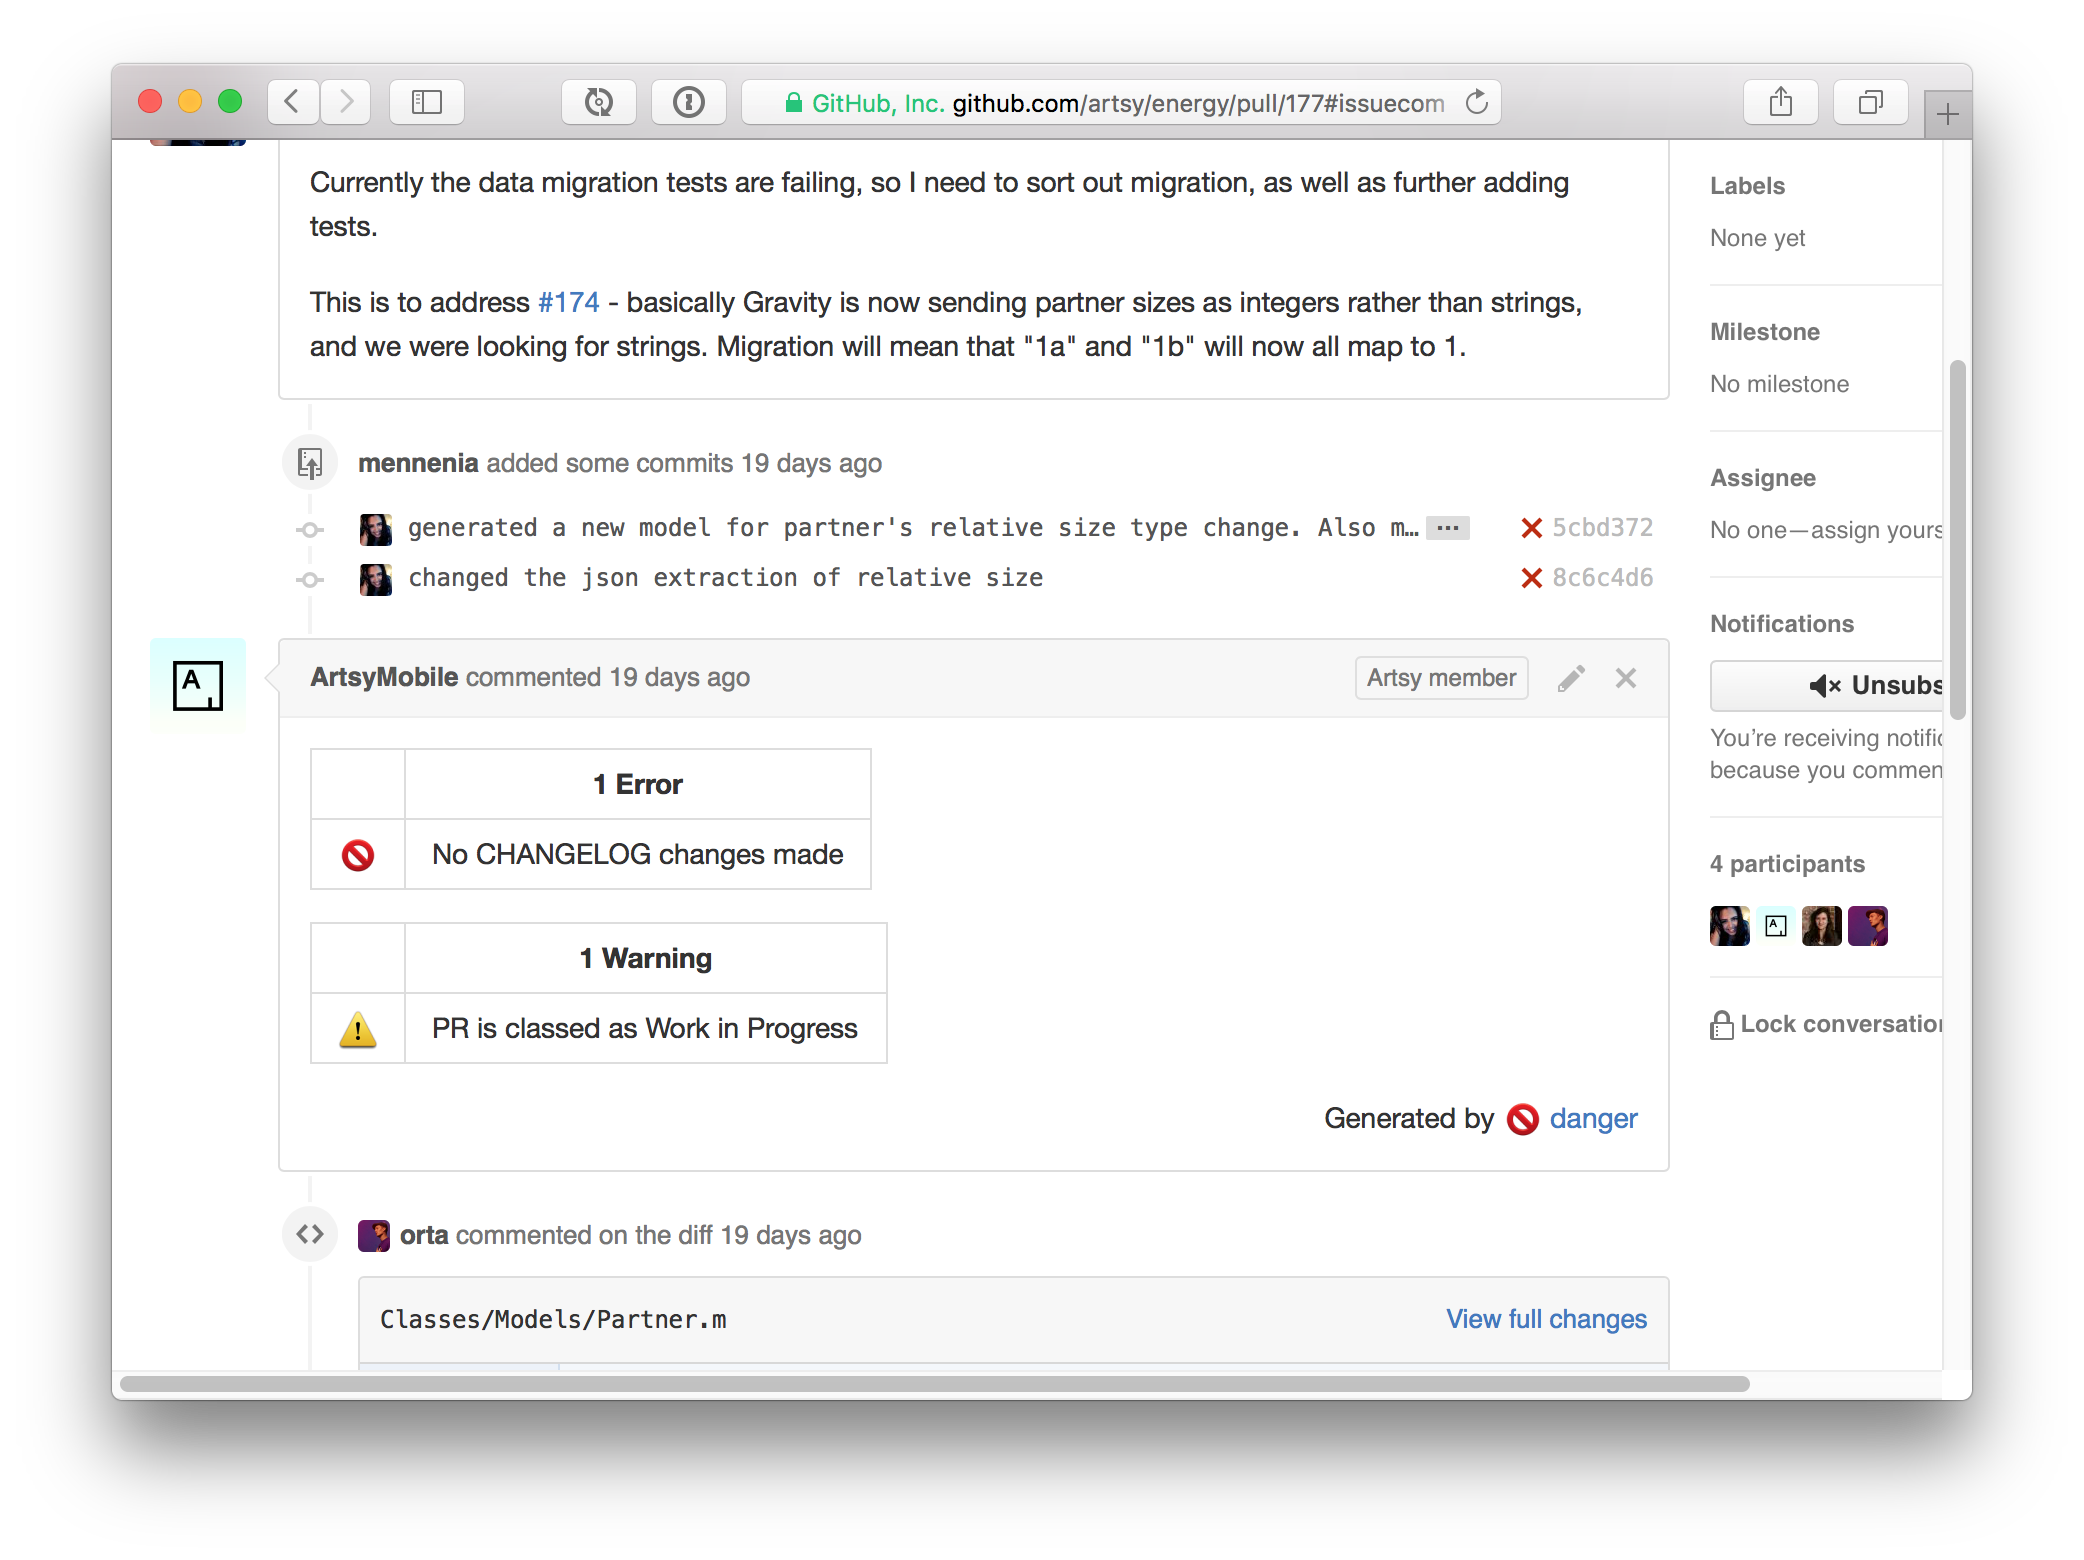 GitHub, Inc. github.com/artsy/energy/pull/177#issuecom
Currently the data migration tests are failing, so I need to sort out migration, as well as further adding
tests.
This is to address #174 - basically Gravity is now sending partner sizes as integers rather than strings,
and we were looking for strings. Migration will mean that "1a" and "1b" will now all map to 1.
mennenia added some commits 19 days ago
generated a new model for partner's relative size type change. Also m… ... 5cbd372
changed the json extraction of relative size 8c6c4d6
A
ArtsyMobile commented 19 days ago Artsy member
1 Error
No CHANGELOG changes made
1 Warning
PR is classed as Work in Progress
Generated by danger
orta commented on the diff 19 days ago
Classes/Models/Partner.m View full changes
Labels
None yet
Milestone
No milestone
Assignee
No one—assign yours
Notifications
Unsubs
You're receiving notific
because you commen
4 participants
A
Lock conversation